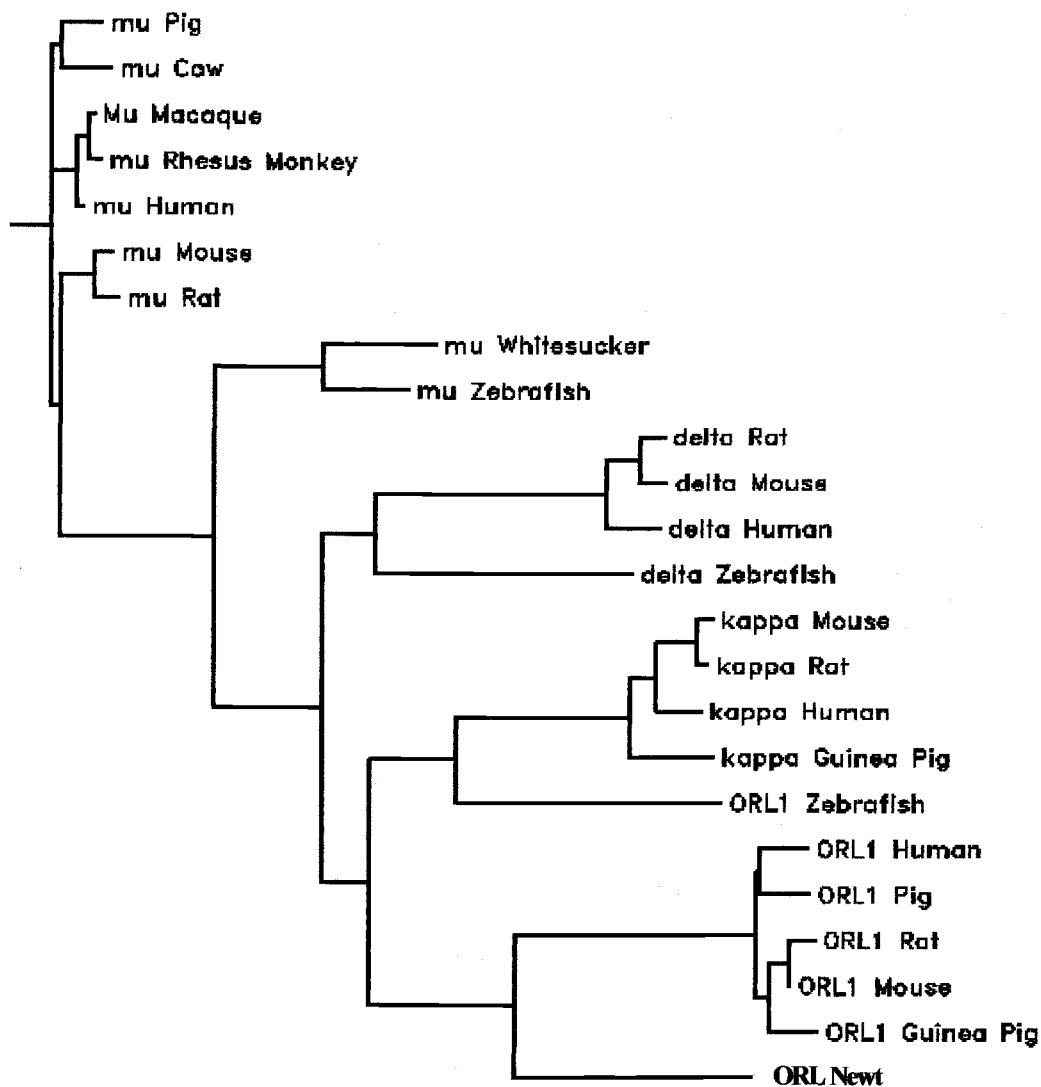 mu Pig
mu Cow
Mu Macaque
mu Rhesus Monkey
mu Human
mu Mouse
mu Rat
mu Whitesucker
mu Zebrafish
delta Rat
delta Mouse
delta Human
delta Zebrafish
kappa Mouse
kappa Rat
kappa Human
kappa Guinea Pig
ORL1 Zebrafish
ORL1 Human
ORL1 Pig
ORL1 Rat
ORL1 Mouse
ORL1 Guinea Pig
ORL Newt